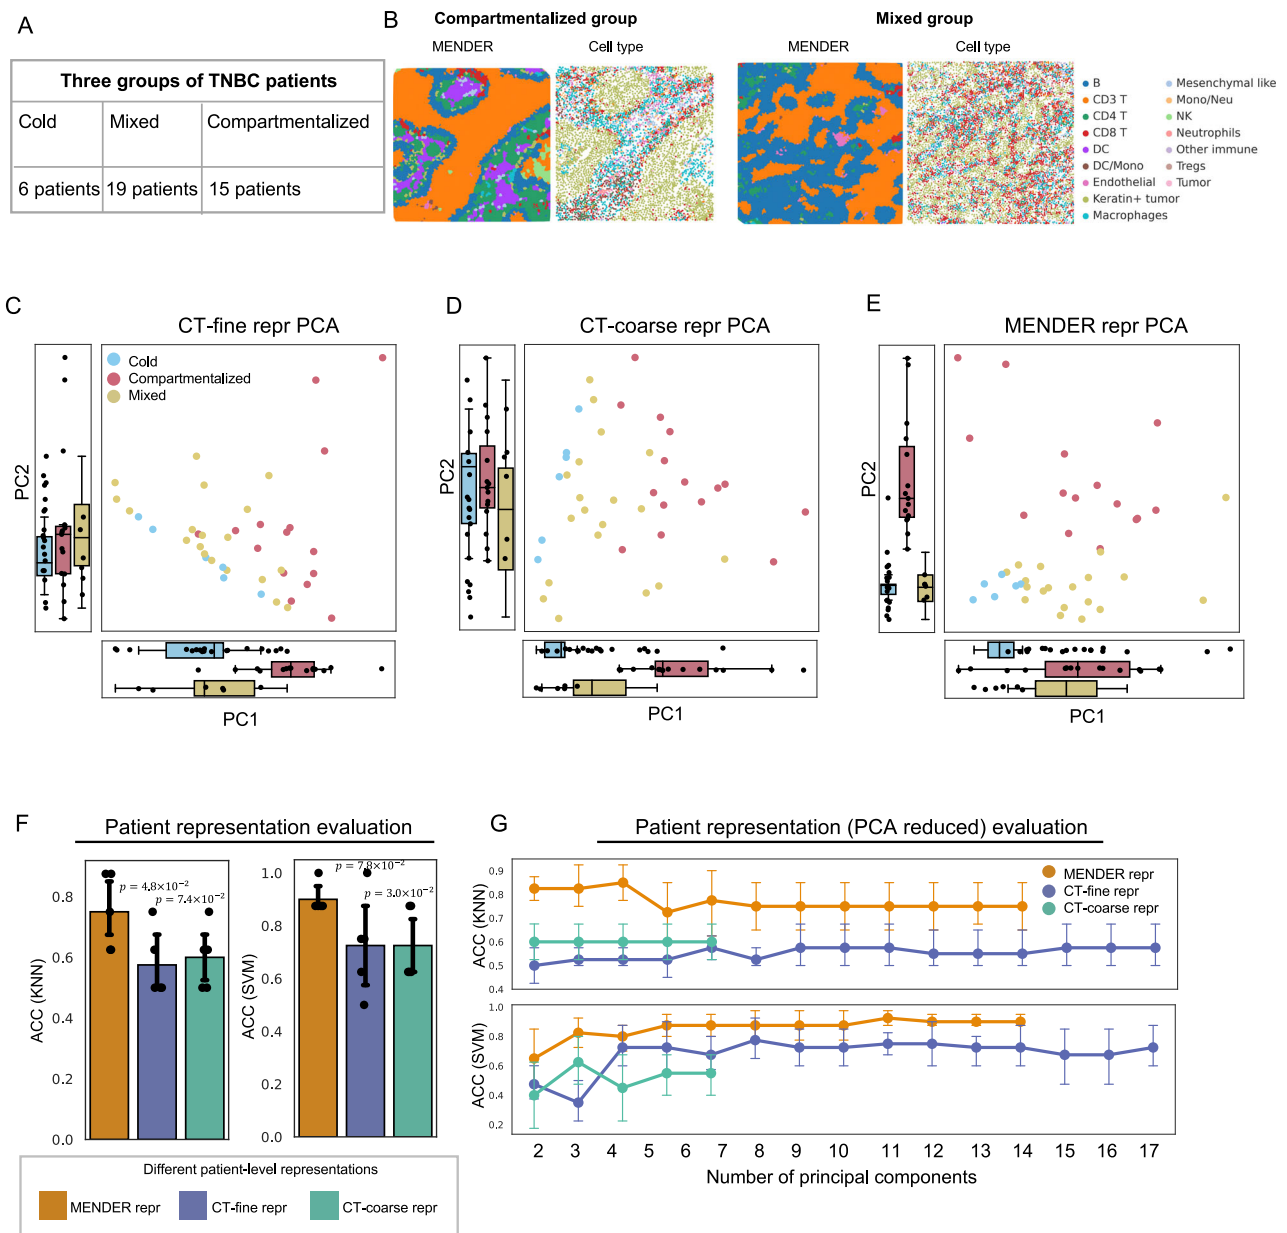 A
Three groups of TNBC patients
Cold Mixed Compartmentalized
6 patients 19 patients 15 patients
B
Compartmentalized group Mixed group
MENDER Cell type MENDER Cell type
B
CD3 T
CD4 T
CD8 T
DC
DC/Mono
Endothelial
Keratin+ tumor
Macrophages
Mesenchymal like
Mono/Neu
NK
Neutrophils
Other immune
Tregs
Tumor
C
CT-fine repr PCA
Cold
Compartmentalized
Mixed
PC2
PC1
D
CT-coarse repr PCA
PC2
PC1
E
MENDER repr PCA
PC2
PC1
F
Patient representation evaluation
ACC (KNN)
0.8
0.6
0.4
0.2
0.0
p = 4.8×10⁻²
p = 7.4×10⁻²
ACC (SVM)
1.0
0.8
0.6
0.4
0.2
0.0
p = 7.8×10⁻²
p = 3.0×10⁻²
Different patient-level representations
MENDER repr CT-fine repr CT-coarse repr
G
Patient representation (PCA reduced) evaluation
ACC (KNN)
0.9
0.8
0.7
0.6
0.5
0.4
MENDER repr
CT-fine repr
CT-coarse repr
ACC (SVM)
1.0
0.8
0.6
0.4
0.2
2 3 4 5 6 7 8 9 10 11 12 13 14 15 16 17
Number of principal components